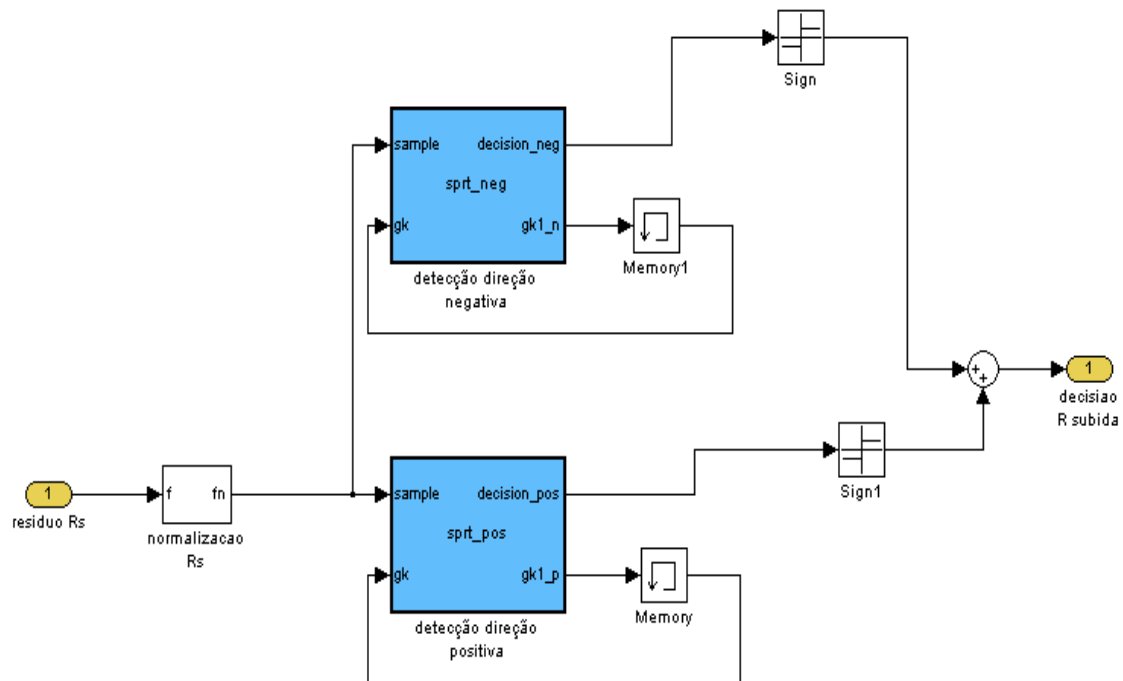 Sign
sample
decision_neg
sprt_neg
gk
gk1_n
Memory1
detecção direção
negativa
1
decisiao
R subida
Sign1
1
residuo Rs
f
fn
normalizacao
Rs
sample
decision_pos
sprt_pos
gk
gk1_p
Memory
detecção direção
positiva